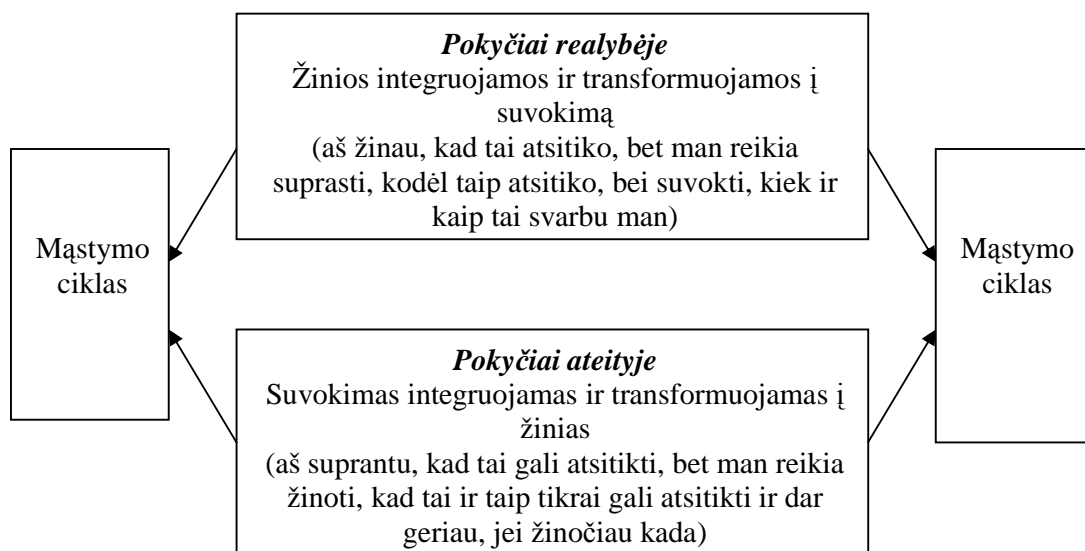 Pokyčiai realybėje
Žinios integruojamos ir transformuojamos į
suvokimą
(aš žinau, kad tai atsitiko, bet man reikia
suprasti, kodėl taip atsitiko, bei suvokti, kiek ir
kaip tai svarbu man)
Mąstymo
ciklas
Mąstymo
ciklas
Pokyčiai ateityje
Suvokimas integruojamas ir transformuojamas į
žinias
(aš suprantu, kad tai gali atsitikti, bet man reikia
žinoti, kad tai ir taip tikrai gali atsitikti ir dar
geriau, jei žinočiau kada)